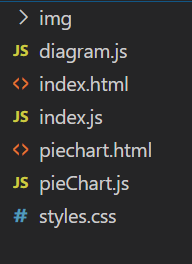 img
JS diagram.js
<> index.html
JS index.js
<> piechart.html
JS pieChart.js
# styles.css